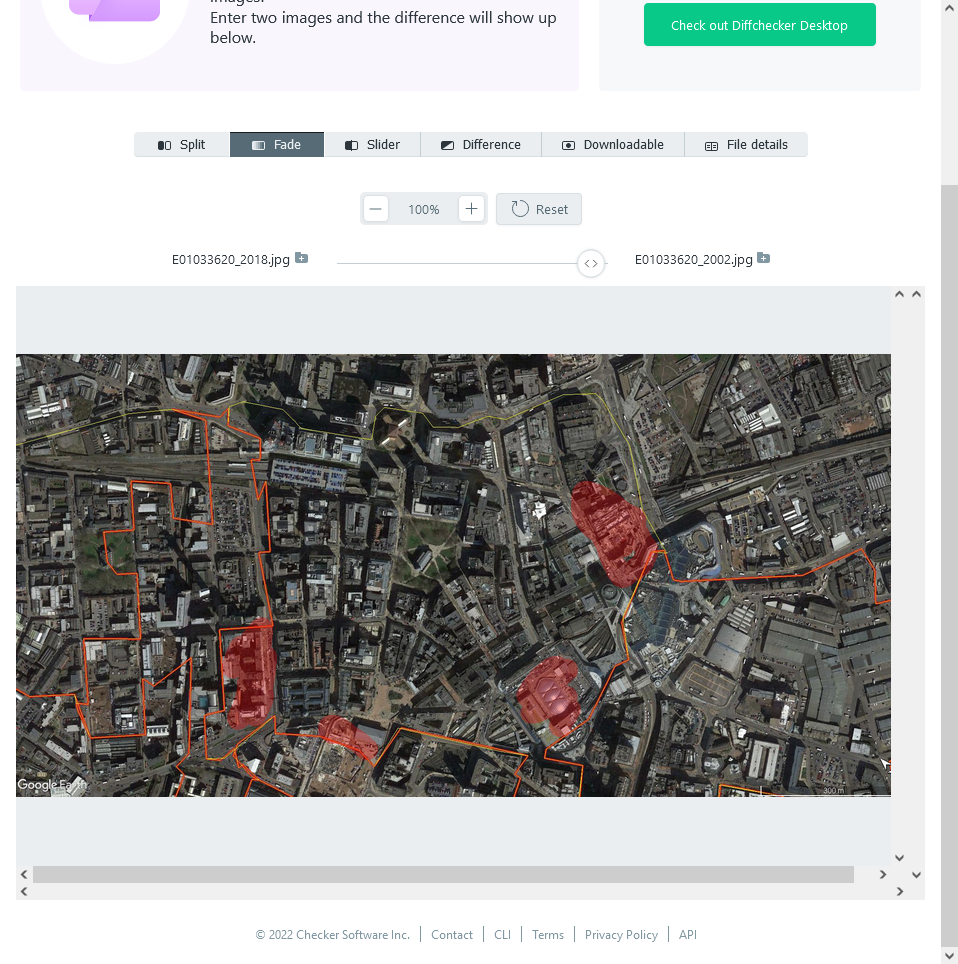 images.
Enter two images and the difference will show up
below.
Check out Diffchecker Desktop
Split
Fade
Slider
Difference
Downloadable
File details
100%
Reset
E01033620_2018.jpg
E01033620_2002.jpg
Google Earth
300 m
© 2022 Checker Software Inc.
Contact
CLI
Terms
Privacy Policy
API